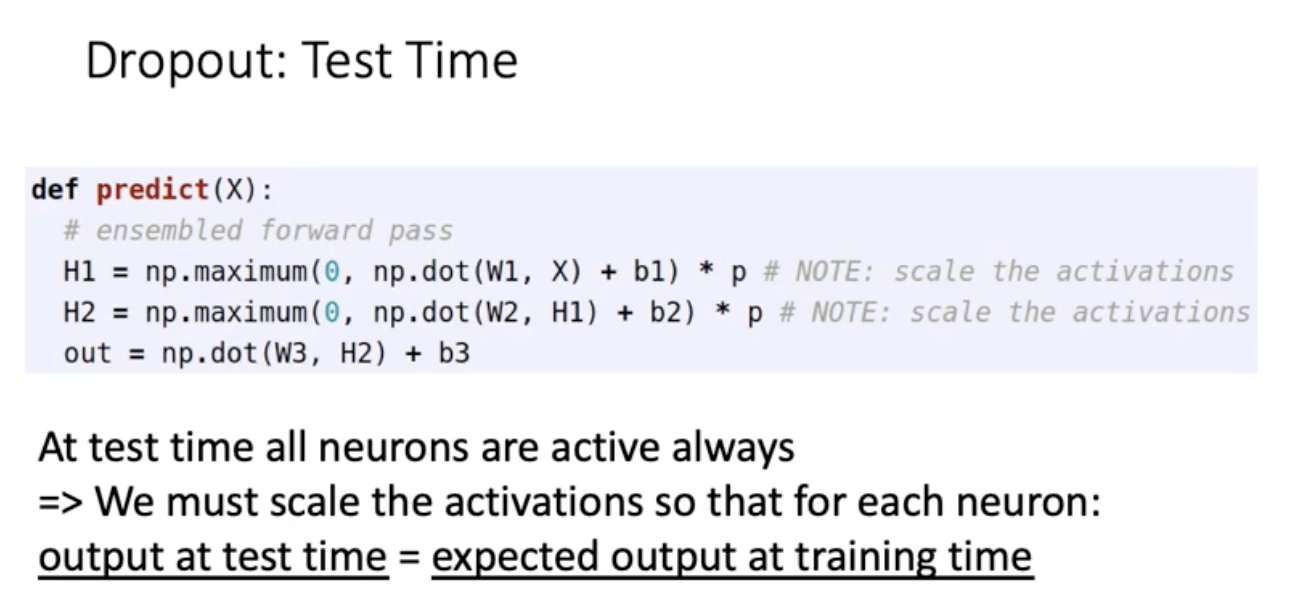 Dropout: Test Time
def predict(X):
# ensembled forward pass
H1 = np.maximum(0, np.dot(W1, X) + b1) * p # NOTE: scale the activations
H2 = np.maximum(0, np.dot(W2, H1) + b2) * p # NOTE: scale the activations
out = np.dot(W3, H2) + b3
At test time all neurons are active always
=> We must scale the activations so that for each neuron:
output at test time = expected output at training time